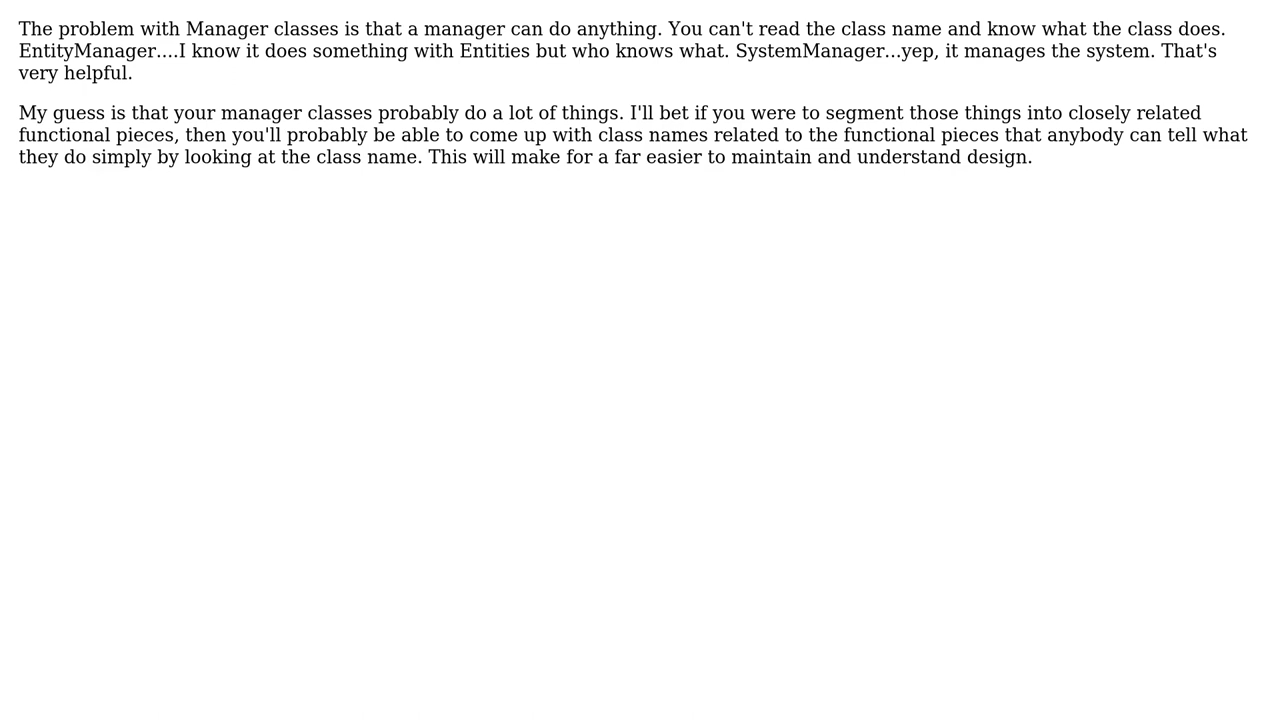 The problem with Manager classes is that a manager can do anything. You can't read the class name and know what the class does.
EntityManager....I know it does something with Entities but who knows what. SystemManager...yep, it manages the system. That's
very helpful.
My guess is that your manager classes probably do a lot of things. I'll bet if you were to segment those things into closely related
functional pieces, then you'll probably be able to come up with class names related to the functional pieces that anybody can tell what
they do simply by looking at the class name. This will make for a far easier to maintain and understand design.